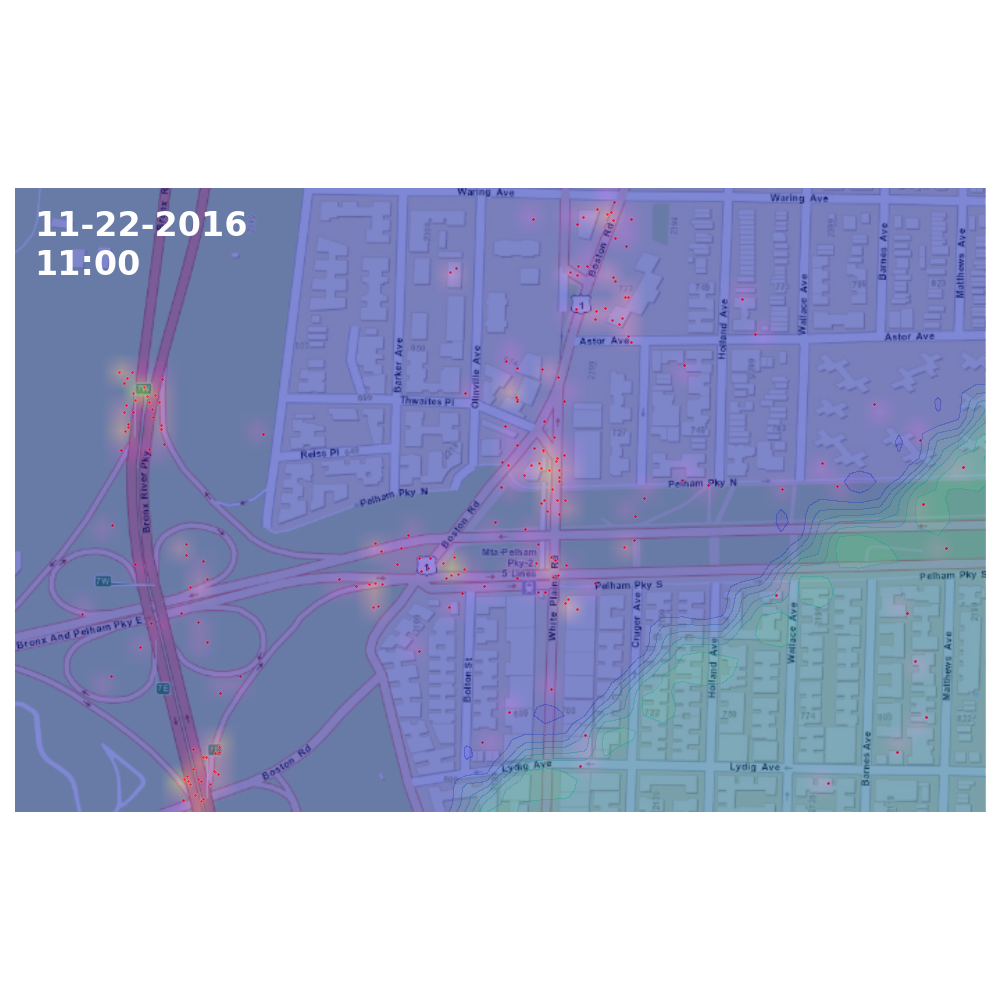 Waring Ave
Waring Ave
11-22-2016
11:00
Boston Rd
Barnes Ave
Matthews Ave
Wallace Ave
1
Holland Ave
Astor Ave
Astor Ave
Barker Ave
Olinville Ave
7W
Thwaites Pl
Reiss Pl
Bronx River Pky
Pelham Pky N
Pelham Pky N
Boston Rd
Mta-Pelham
Pky-2,
5 Lines
1
7W
White Plains Rd
Pelham Pky S
Pelham Pky S
Cruger Ave
Bronx And Pelham Pky E
Wallace Ave
Matthews Ave
Holland Ave
Bolton St
7E
Boston Rd
Lydig Ave
Lydig Ave
Barnes Ave